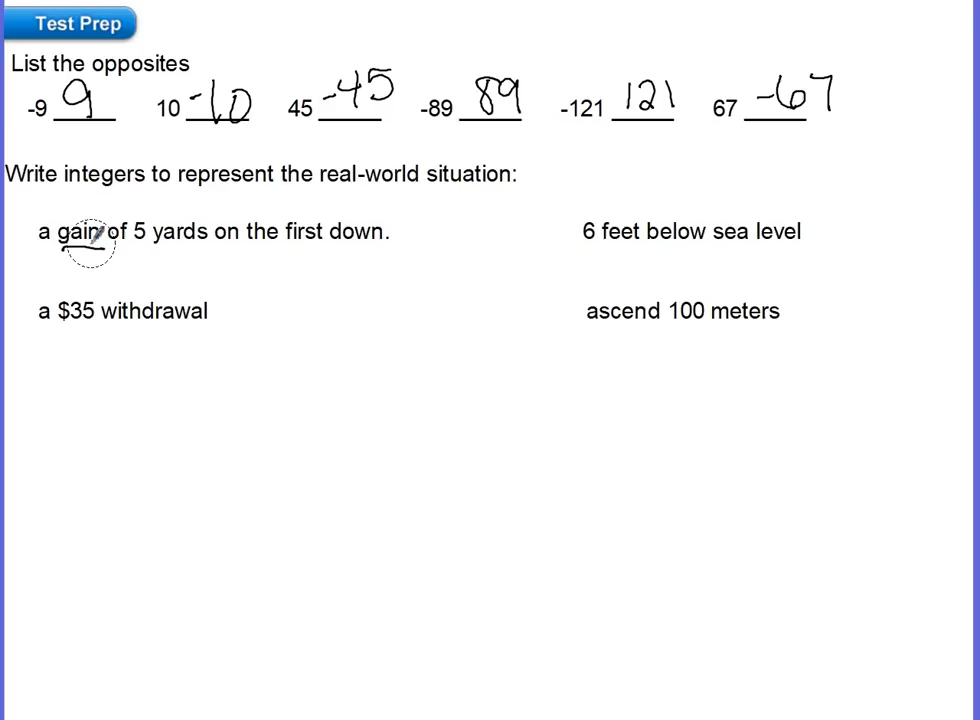 Test Prep
List the opposites
-9 9 10 -10 45 -45 -89 89 -121 121 67 -67
Write integers to represent the real-world situation:
a gain of 5 yards on the first down. 6 feet below sea level
a $35 withdrawal ascend 100 meters